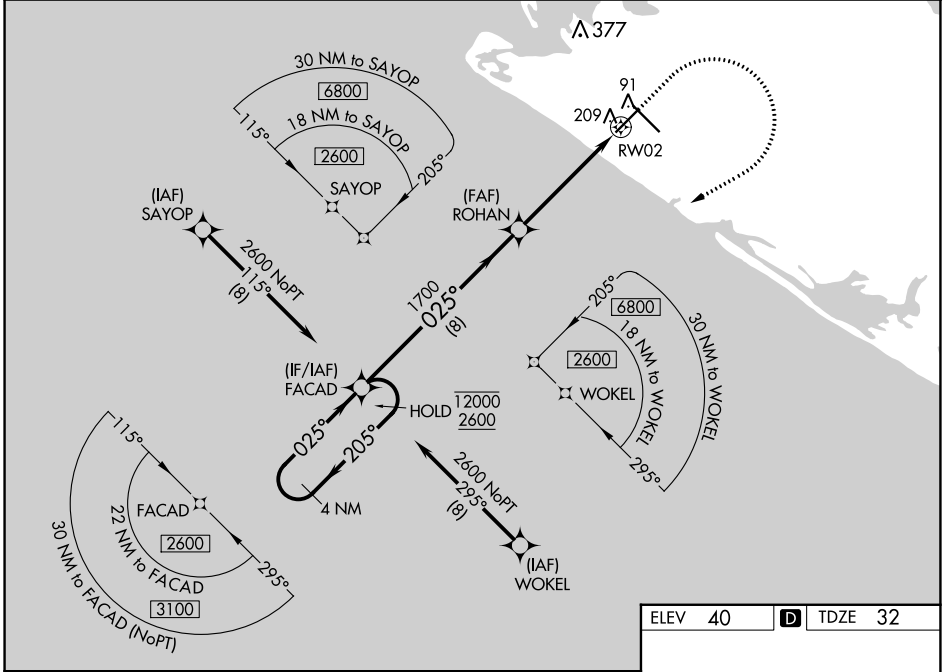 377
30 NM to SAYOP
6800
115°
18 NM to SAYOP
2600
205°
SAYOP
91
209
RW02
(IAF)
SAYOP
2600 NoPT
115°
(8)
(FAF)
ROHAN
1700
025°
(8)
(IF/IAF)
FACAD
HOLD
12000
2600
025°
205°
4 NM
205°
6800
18 NM to WOKEL
30 NM to WOKEL
2600
WOKEL
295°
2600 NoPT
295°
(8)
(IAF)
WOKEL
115°
FACAD
2600
22 NM to FACAD
295°
3100
30 NM to FACAD (NoPT)
ELEV 40 D TDZE 32